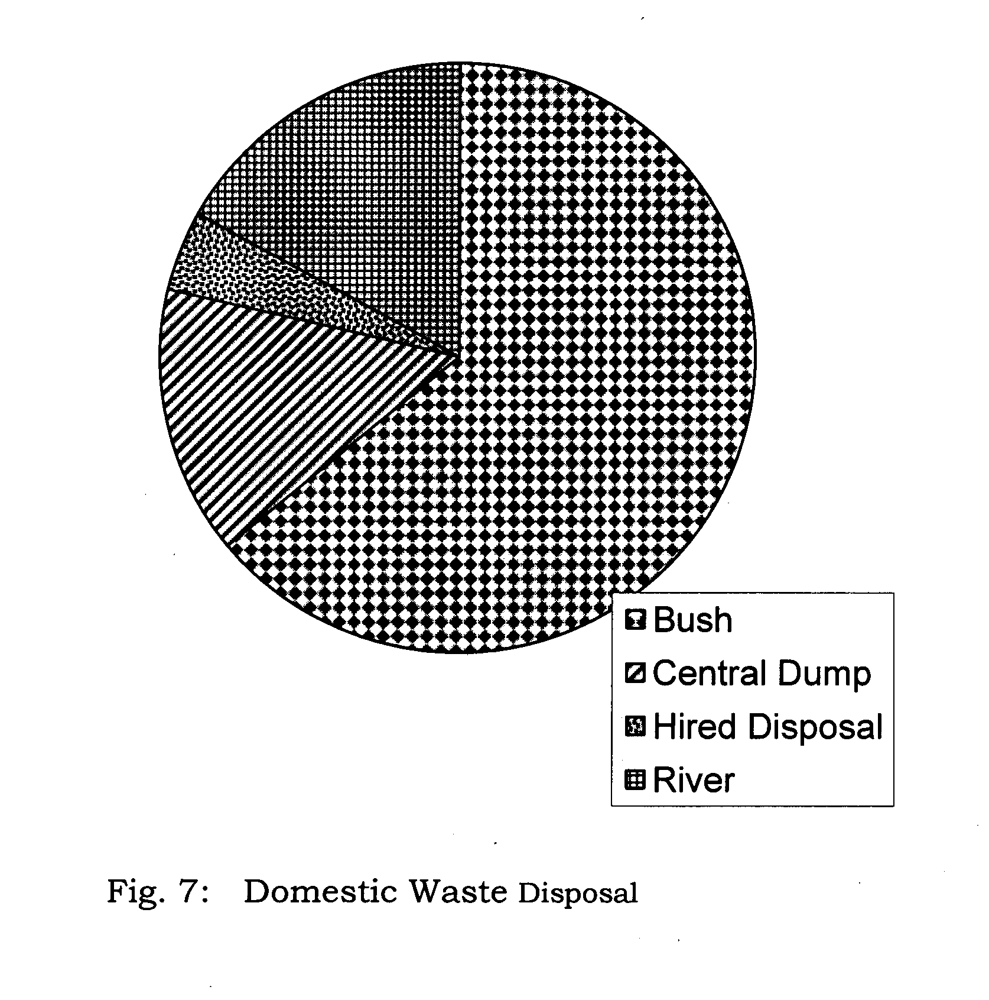 Bush
Central Dump
Hired Disposal
River
Fig. 7: Domestic Waste Disposal